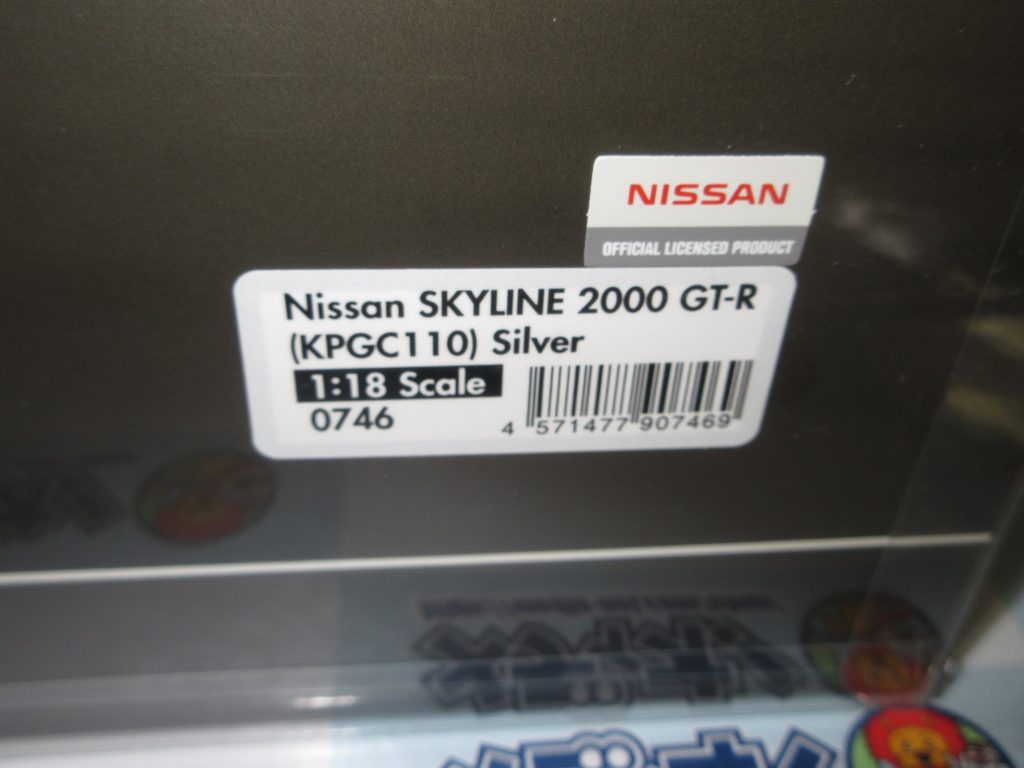 NISSAN
OFFICIAL LICENSED PRODUCT
Nissan SKYLINE 2000 GT-R
(KPGC110) Silver
1:18 Scale
0746
4 571477 907469